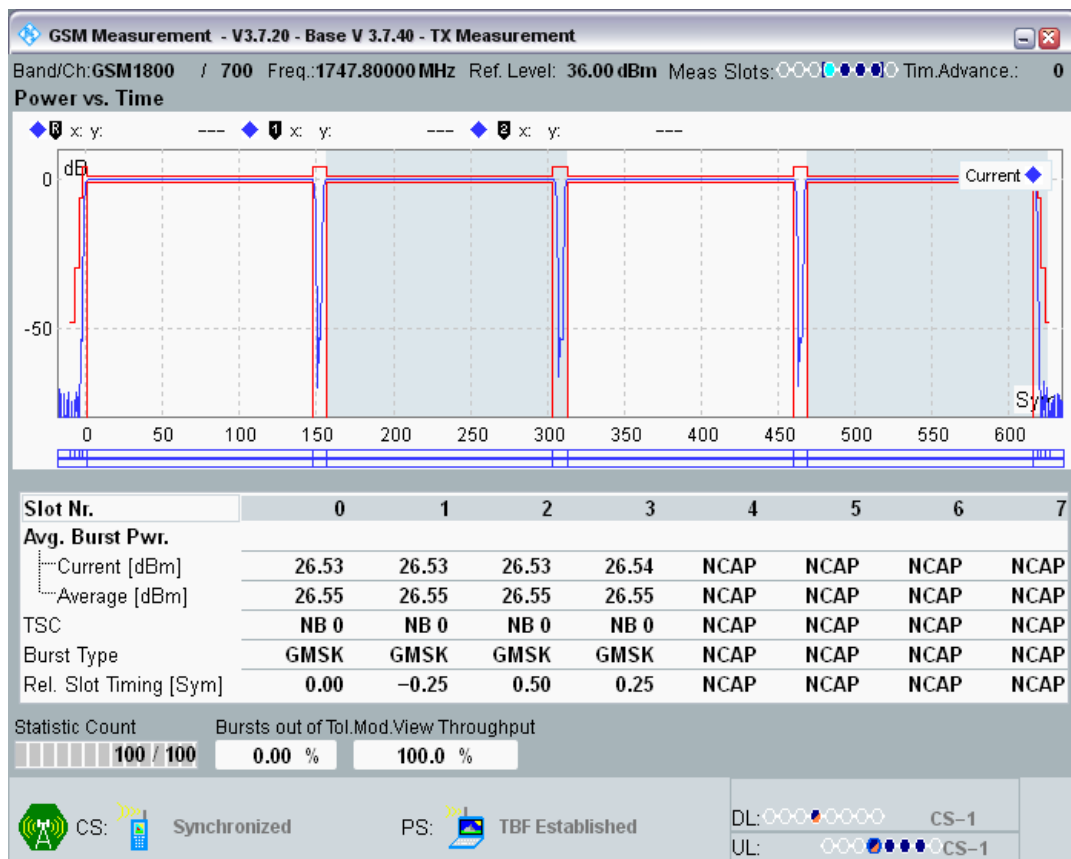 GSM Measurement - V3.7.20 - Base V 3.7.40 - TX Measurement
Band/Ch:GSM1800 / 700 Freq.:1747.80000 MHz Ref. Level: 36.00 dBm Meas Slots: Tim.Advance.: 0
Power vs. Time
R x: y: --- 1 x: y: --- 2 x: y: ---
dB
Current
0
-50
Sym
0 50 100 150 200 250 300 350 400 450 500 550 600
Slot Nr. 0 1 2 3 4 5 6 7
Avg. Burst Pwr.
Current [dBm] 26.53 26.53 26.53 26.54 NCAP NCAP NCAP NCAP
Average [dBm] 26.55 26.55 26.55 26.55 NCAP NCAP NCAP NCAP
TSC NB 0 NB 0 NB 0 NB 0 NCAP NCAP NCAP NCAP
Burst Type GMSK GMSK GMSK GMSK NCAP NCAP NCAP NCAP
Rel. Slot Timing [Sym] 0.00 −0.25 0.50 0.25 NCAP NCAP NCAP NCAP
Statistic Count Bursts out of Tol.Mod.View Throughput
100 / 100 0.00 % 100.0 %
CS: Synchronized PS: TBF Established
DL: CS−1
UL: CS−1